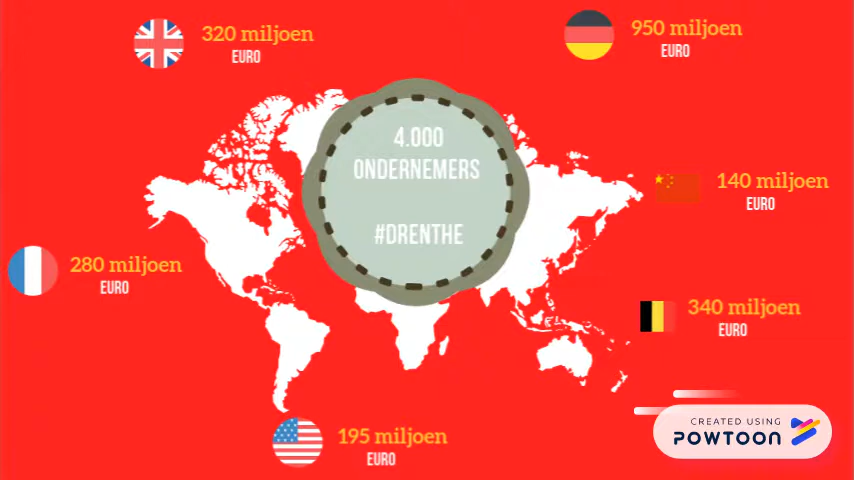 320 miljoen
EURO
950 miljoen
EURO
4.000
ONDERNEMERS
#DRENTHE
140 miljoen
EURO
280 miljoen
EURO
340 miljoen
EURO
195 miljoen
EURO
CREATED USING
POWTOON